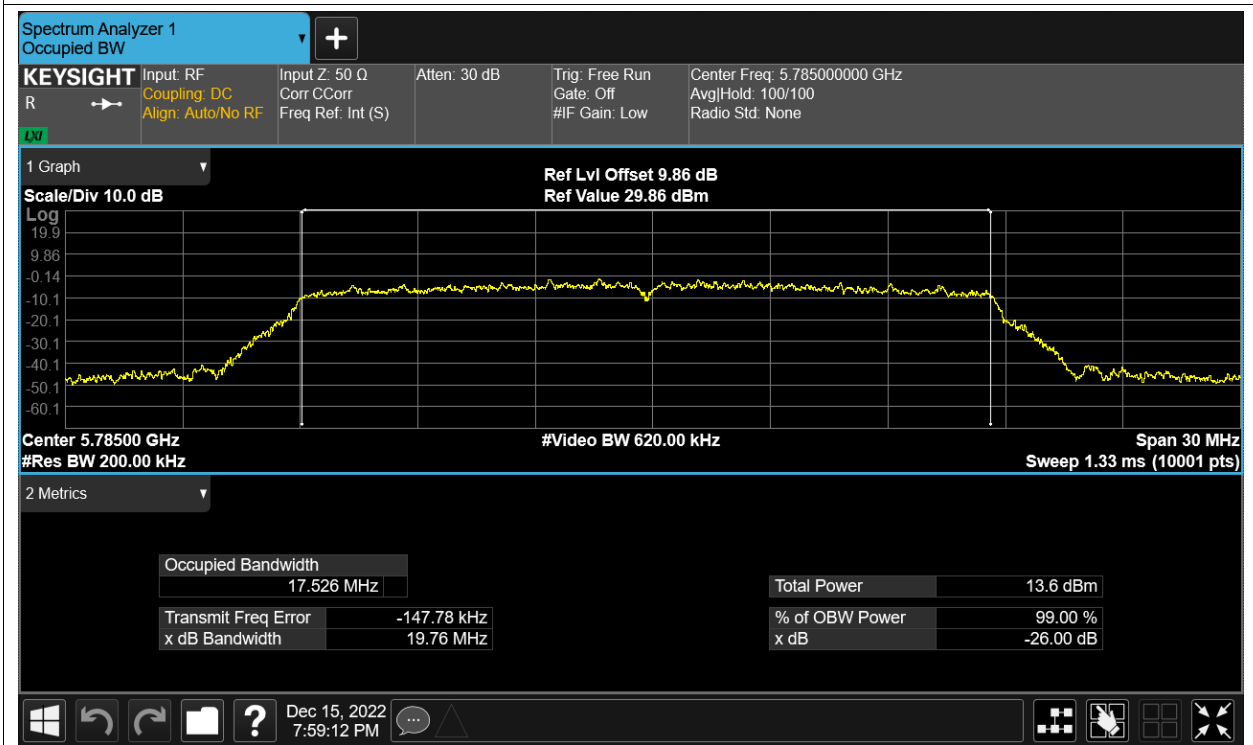 Spectrum Analyzer 1
Occupied BW
KEYSIGHT
R
LXI
Input: RF
Coupling: DC
Align: Auto/No RF
Input Z: 50 Ω
Corr CCorr
Freq Ref: Int (S)
Atten: 30 dB
Trig: Free Run
Gate: Off
#IF Gain: Low
Center Freq: 5.785000000 GHz
Avg|Hold: 100/100
Radio Std: None
1 Graph
Scale/Div 10.0 dB
Ref Lvl Offset 9.86 dB
Ref Value 29.86 dBm
Log
19.9
9.86
-0.14
-10.1
-20.1
-30.1
-40.1
-50.1
-60.1
Center 5.78500 GHz
#Res BW 200.00 kHz
#Video BW 620.00 kHz
Span 30 MHz
Sweep 1.33 ms (10001 pts)
2 Metrics
Occupied Bandwidth
17.526 MHz
Transmit Freq Error -147.78 kHz
x dB Bandwidth 19.76 MHz
Total Power 13.6 dBm
% of OBW Power 99.00 %
x dB -26.00 dB
?
Dec 15, 2022
7:59:12 PM